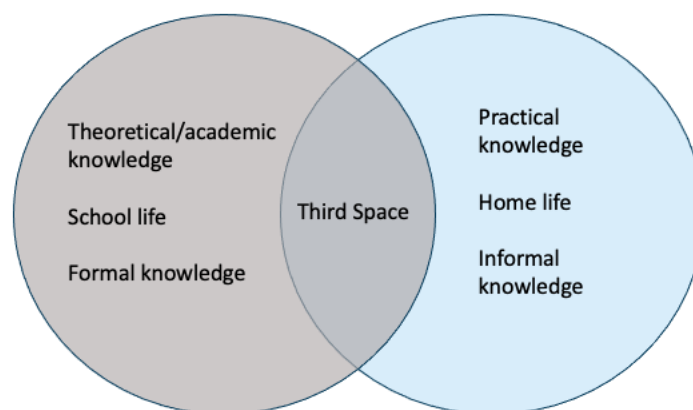 Theoretical/academic
knowledge
School life
Formal knowledge
Third Space
Practical
knowledge
Home life
Informal
knowledge